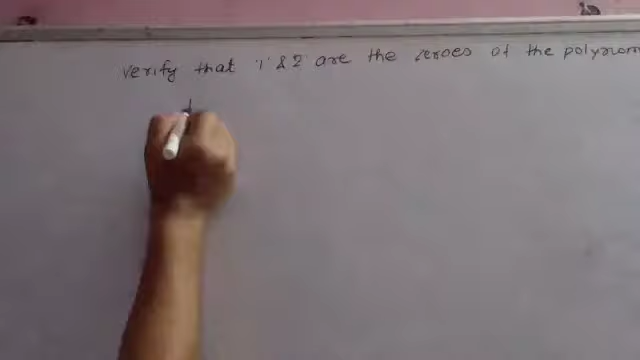 verify that '1' & 2 are the zeroes of the polynom